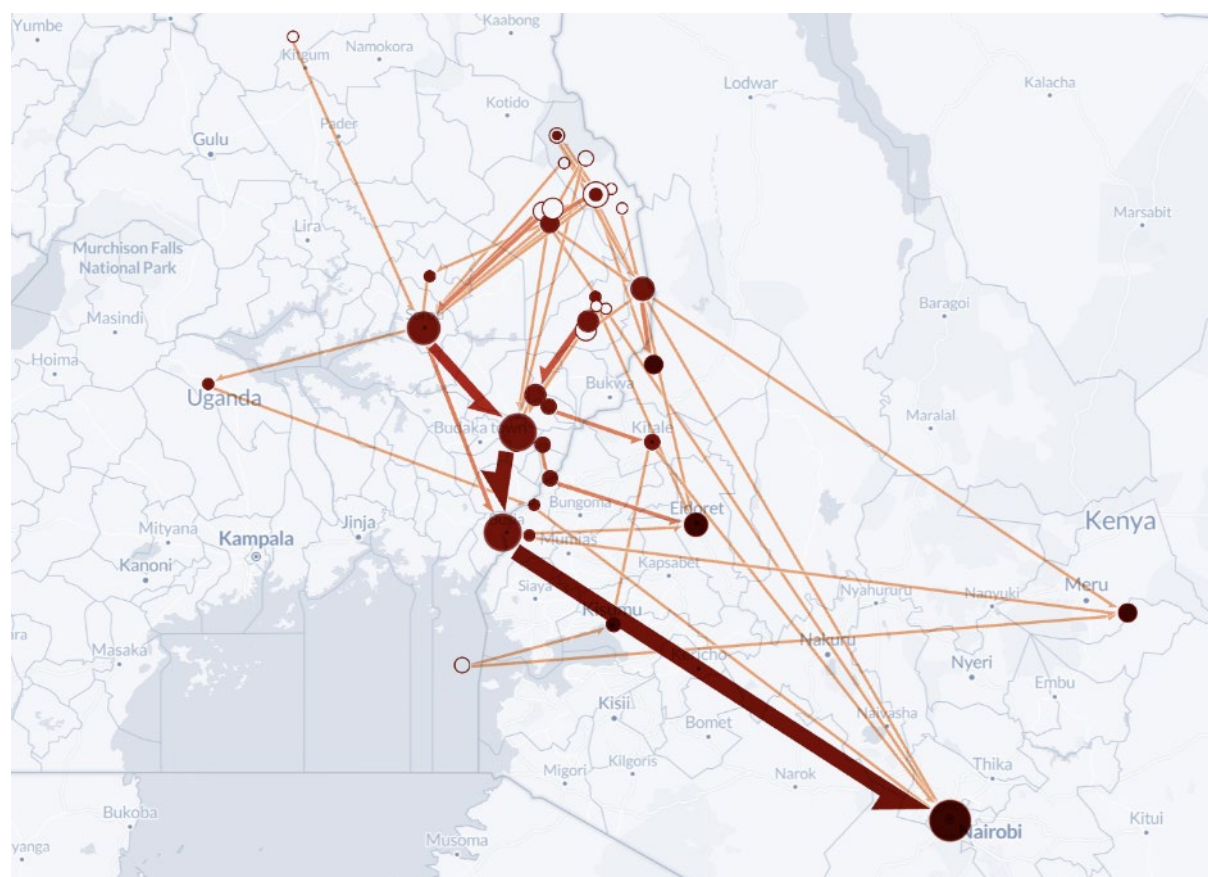 Yumbe
Kaabong
Kitgum
Namokora
Lodwar
Kalacha
Kotido
Pader
Gulu
Marsabit
Lira
Murchison Falls
National Park
Baragoi
Masindi
Hoima
Bukwa
Uganda
Maralal
Budaka town
Kitale
Bungoma
Eldoret
Kenya
Mityana
Jinja
Kampala
Mumias
Kanoni
Kapsabet
Siaya
Nyahururu
Nanyuki
Meru
Kisumu
ara
Masaka
Nakuru
Kericho
Nyeri
Embu
Kisii
Bomet
Naivasha
Migori
Kilgoris
Narok
Thika
Bukoba
Musoma
Nairobi
Kitui
yanga